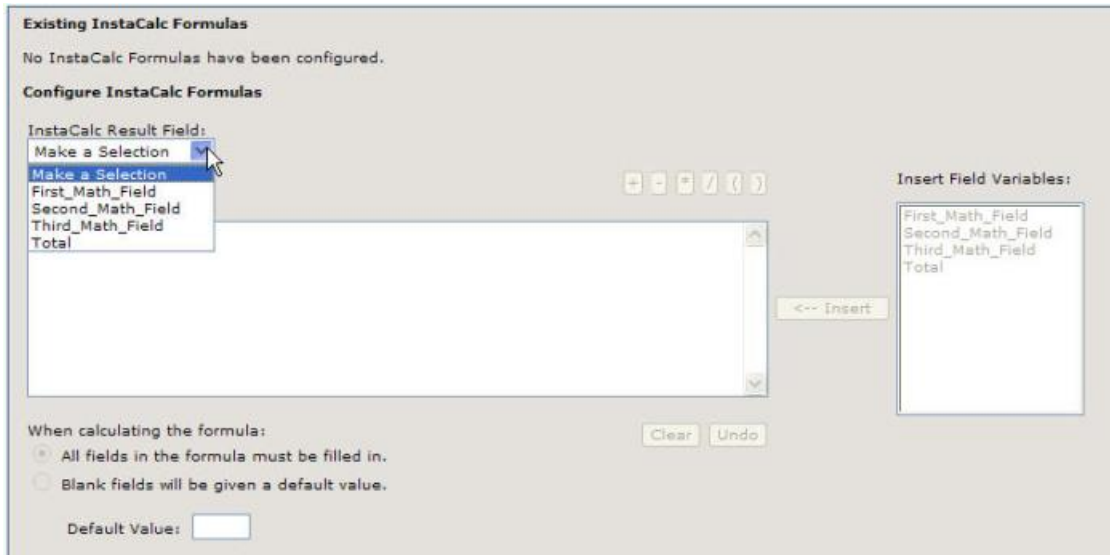 Existing InstaCalc Formulas
No InstaCalc Formulas have been configured.
Configure InstaCalc Formulas
InstaCalc Result Field:
Make a Selection
Make a Selection
First_Math_Field
Second_Math_Field
Third_Math_Field
Total
+ - * / ( )
Insert Field Variables:
First_Math_Field
Second_Math_Field
Third_Math_Field
Total
<-- Insert
When calculating the formula:
Clear Undo
All fields in the formula must be filled in.
Blank fields will be given a default value.
Default Value: